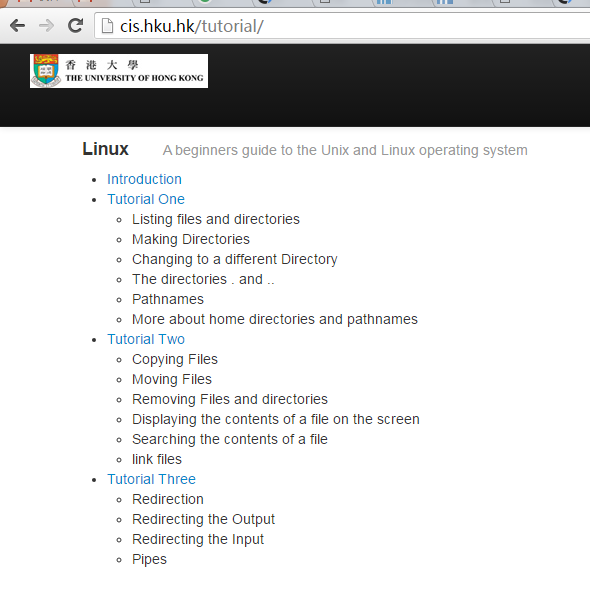 cis.hku.hk/tutorial/
香 港 大 學
THE UNIVERSITY OF HONG KONG
Linux A beginners guide to the Unix and Linux operating system
Introduction
Tutorial One
Listing files and directories
Making Directories
Changing to a different Directory
The directories . and ..
Pathnames
More about home directories and pathnames
Tutorial Two
Copying Files
Moving Files
Removing Files and directories
Displaying the contents of a file on the screen
Searching the contents of a file
link files
Tutorial Three
Redirection
Redirecting the Output
Redirecting the Input
Pipes